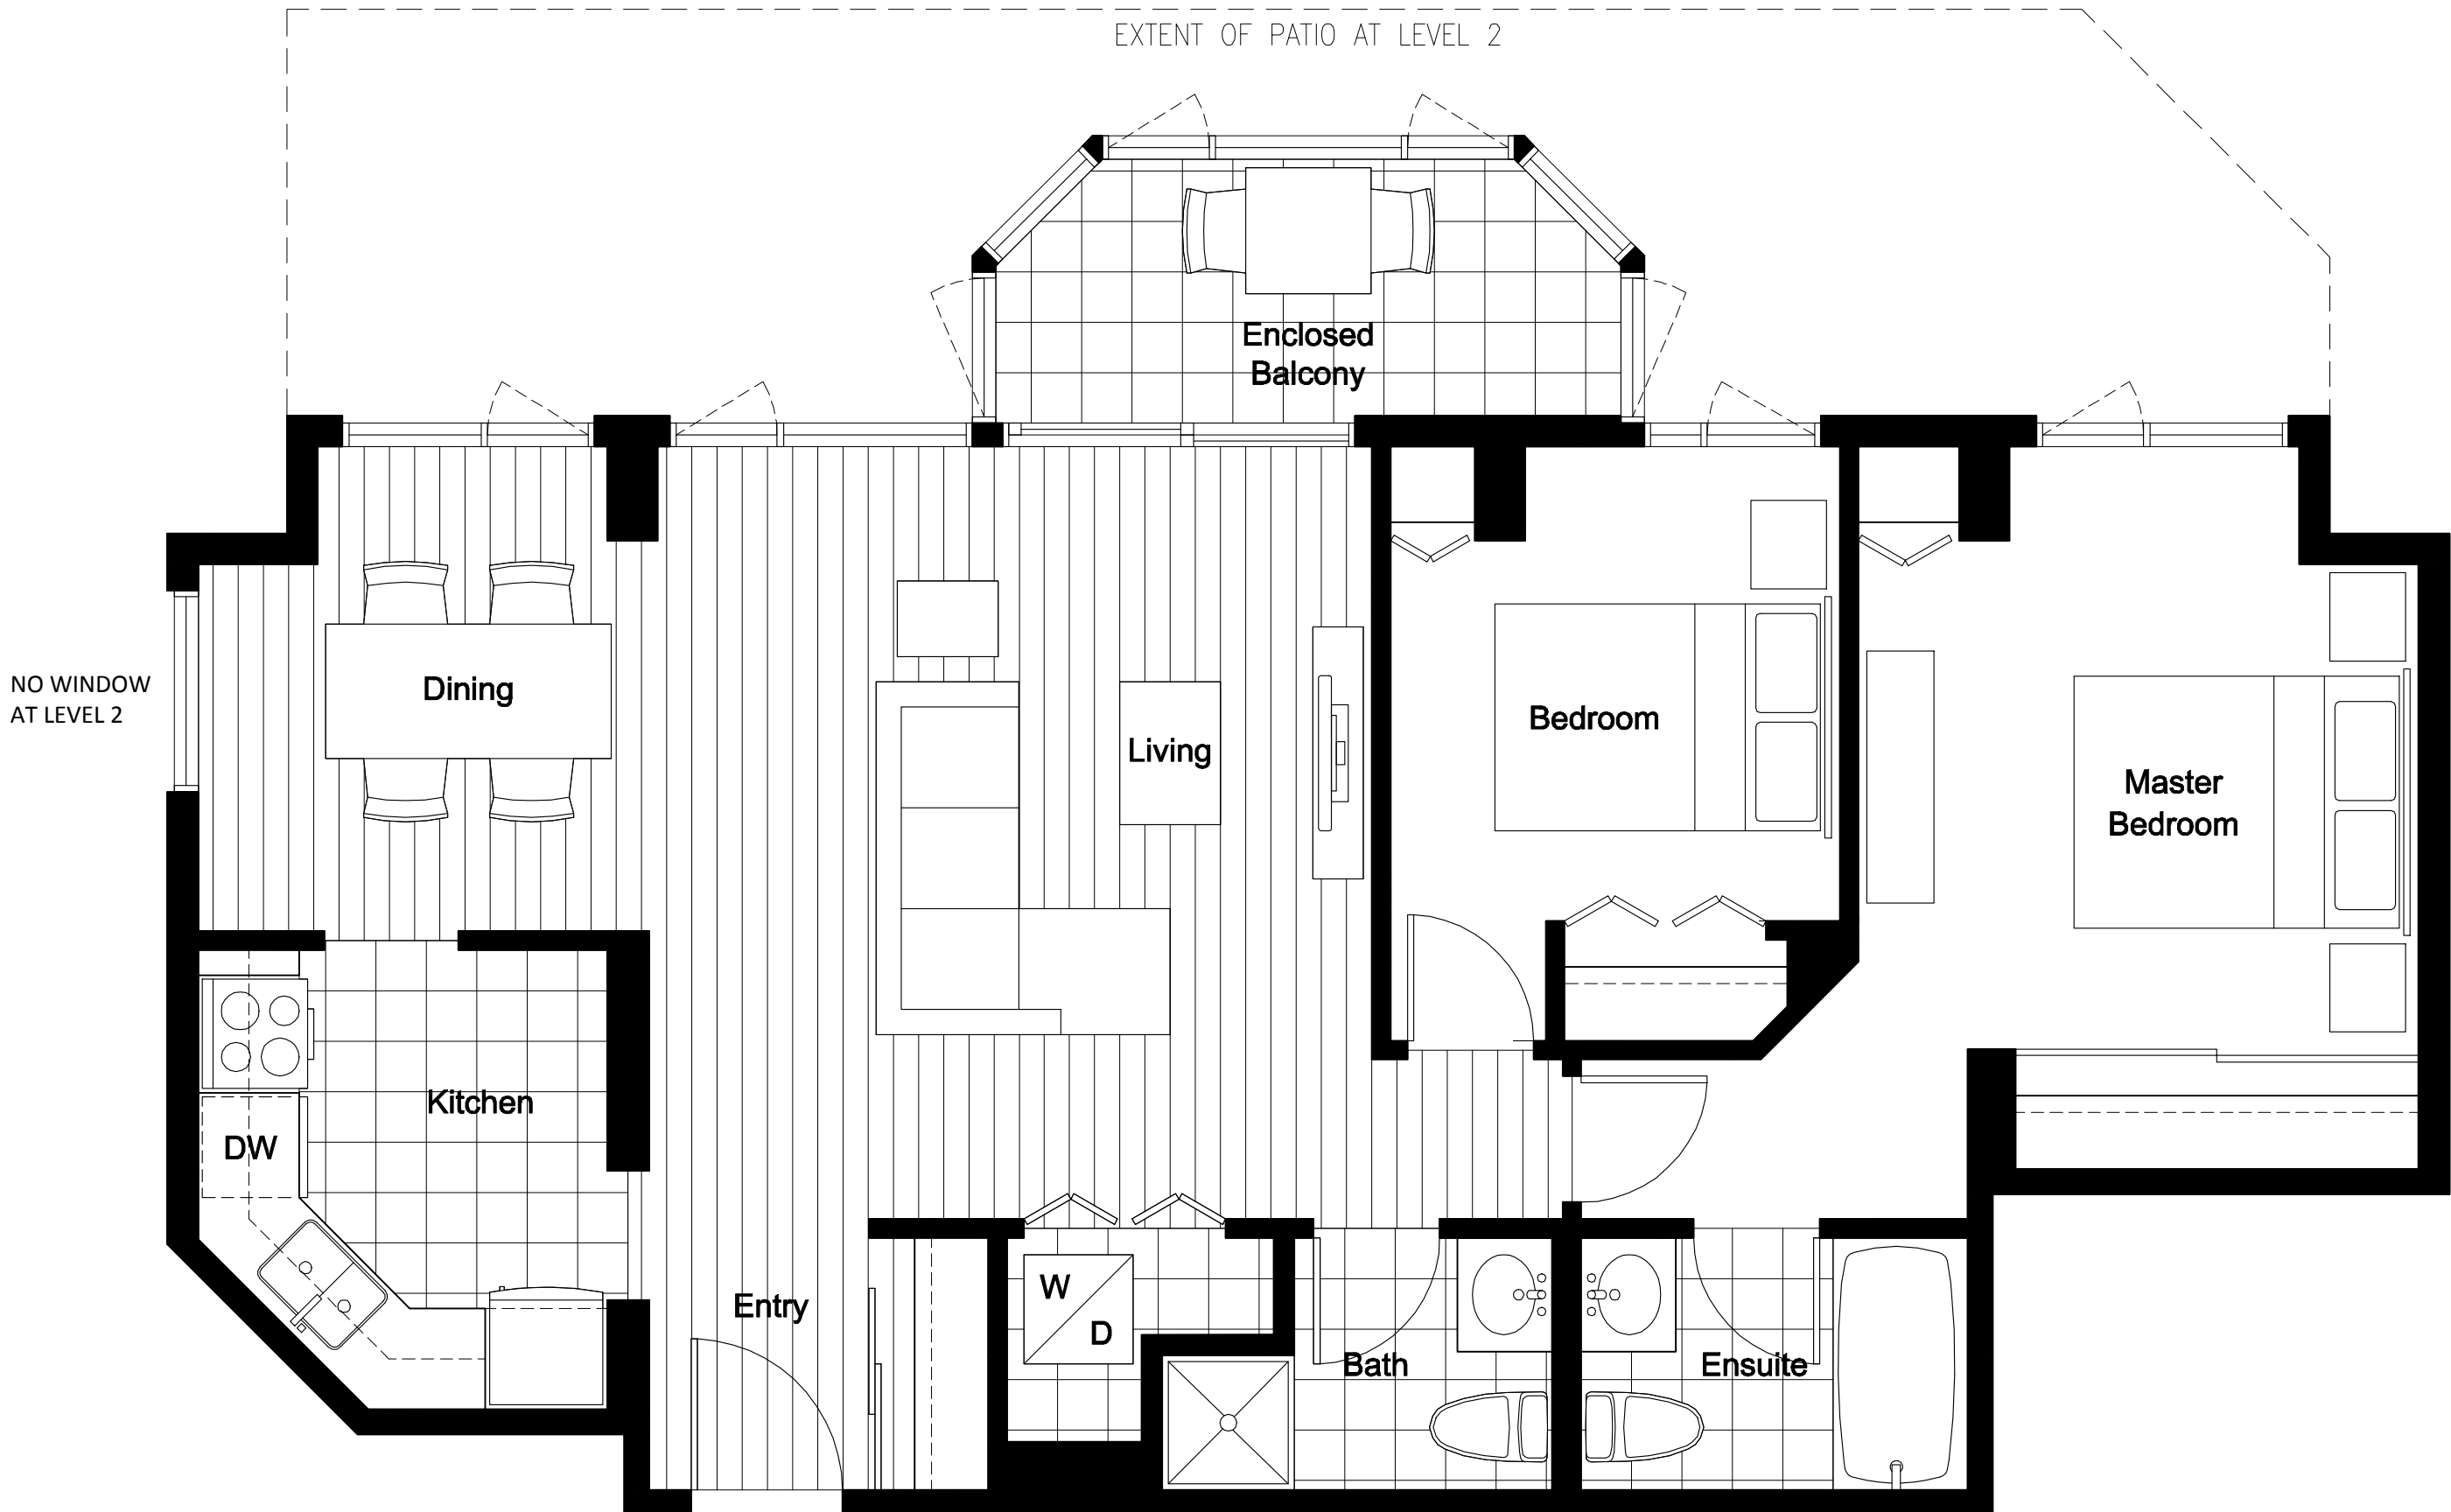 EXTENT OF PATIO AT LEVEL 2
Enclosed
Balcony
NO WINDOW
AT LEVEL 2
Dining
Living
Bedroom
Master
Bedroom
Kitchen
DW
Entry
W
D
Bath
Ensuite